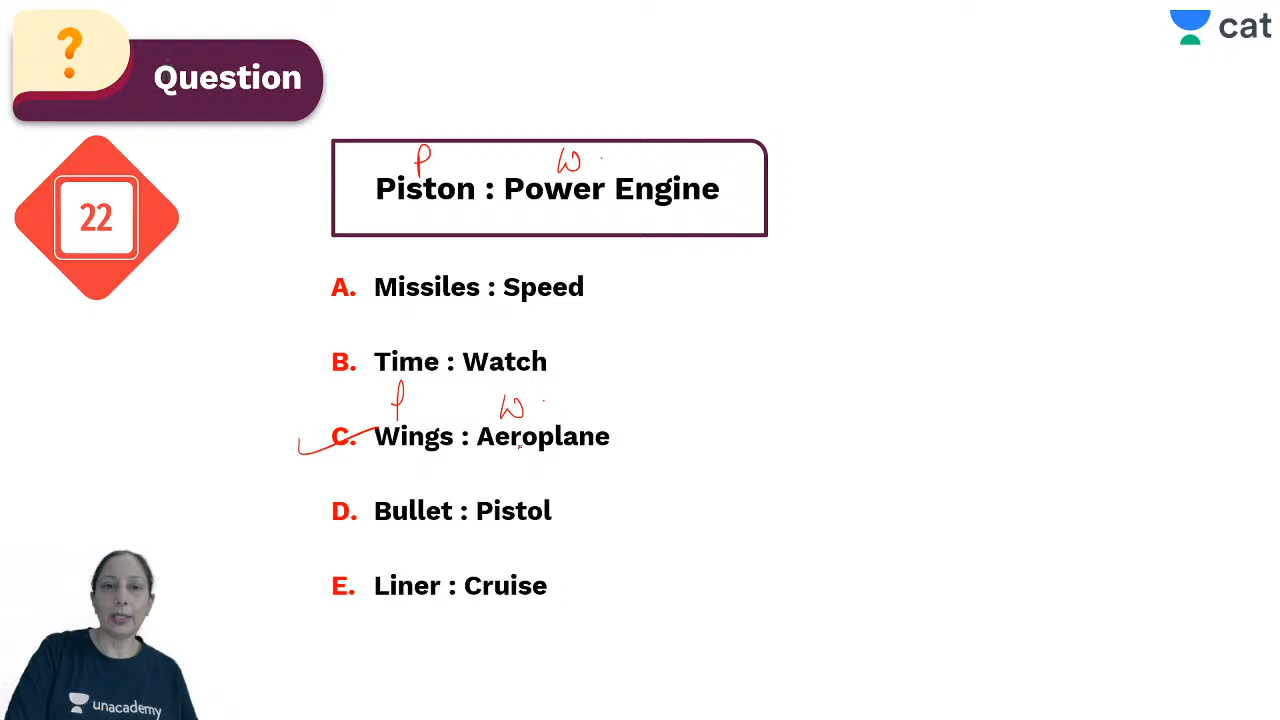 ?
Question
cat
22
P W
Piston : Power Engine
A. Missiles : Speed
B. Time : Watch
P W
C. Wings : Aeroplane
D. Bullet : Pistol
E. Liner : Cruise
unacademy